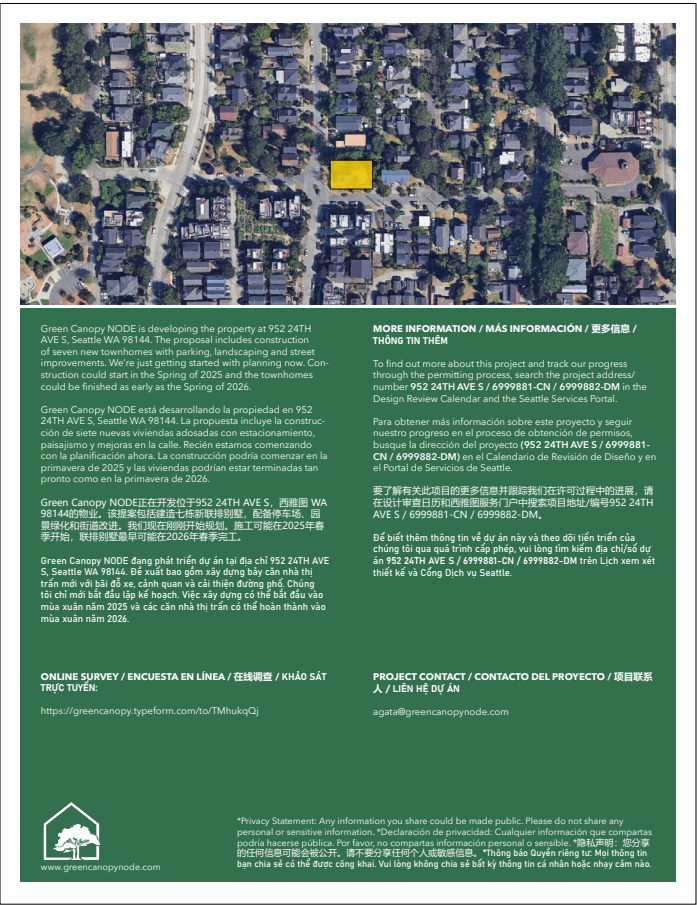 Green Canopy NODE is developing the property at 952 24TH
AVE S, Seattle WA 98144. The proposal includes construction
of seven new townhomes with parking, landscaping and street
improvements. We're just getting started with planning now. Con-
struction could start in the Spring of 2025 and the townhomes
could be finished as early as the Spring of 2026.
Green Canopy NODE está desarrollando la propiedad en 952
24TH AVE S, Seattle WA 98144. La propuesta incluye la construc-
ción de siete nuevas viviendas adosadas con estacionamiento,
paisajismo y mejoras en la calle. Recién estamos comenzando
con la planificación ahora. La construcción podría comenzar en la
primavera de 2025 y las viviendas podrían estar terminadas tan
pronto como en la primavera de 2026.
Green Canopy NODE正在开发位于952 24TH AVE S，西雅图 WA
98144的物业。该提案包括建造七栋新联排别墅，配备停车场、园
景绿化和街道改进。我们现在刚刚开始规划。施工可能在2025年春
季开始，联排别墅最早可能在2026年春季完工。
Green Canopy NODE đang phát triển dự án tại địa chỉ 952 24TH AVE
S, Seattle WA 98144. Đề xuất bao gồm xây dựng bảy căn nhà thị
trấn mới với bãi đỗ xe, cảnh quan và cải thiện đường phố. Chúng
tôi chỉ mới bắt đầu lập kế hoạch. Việc xây dựng có thể bắt đầu vào
mùa xuân năm 2025 và các căn nhà thị trấn có thể hoàn thành vào
mùa xuân năm 2026.
MORE INFORMATION / MÁS INFORMACIÓN / 更多信息 /
THÔNG TIN THÊM
To find out more about this project and track our progress
through the permitting process, search the project address/
number 952 24TH AVE S / 6999881-CN / 6999882-DM in the
Design Review Calendar and the Seattle Services Portal.
Para obtener más información sobre este proyecto y seguir
nuestro progreso en el proceso de obtención de permisos,
busque la dirección del proyecto (952 24TH AVE S / 6999881-
CN / 6999882-DM) en el Calendario de Revisión de Diseño y en
el Portal de Servicios de Seattle.
要了解有关此项目的更多信息并跟踪我们在许可过程中的进展，请
在设计审查日历和西雅图服务门户中搜索项目地址/编号952 24TH
AVE S / 6999881-CN / 6999882-DM。
Để biết thêm thông tin về dự án này và theo dõi tiến triển của
chúng tôi qua quá trình cấp phép, vui lòng tìm kiếm địa chỉ/số dự
án 952 24TH AVE S / 6999881-CN / 6999882-DM trên Lịch xem xét
thiết kế và Cổng Dịch vụ Seattle.
ONLINE SURVEY / ENCUESTA EN LÍNEA / 在线调查 / KHẢO SÁT
TRỰC TUYẾN:
https://greencanopy.typeform.com/to/TMhukqQj
PROJECT CONTACT / CONTACTO DEL PROYECTO / 项目联系
人 / LIÊN HỆ DỰ ÁN
agata@greencanopynode.com
www.greencanopynode.com
*Privacy Statement: Any information you share could be made public. Please do not share any
personal or sensitive information. *Declaración de privacidad: Cualquier información que compartas
podría hacerse pública. Por favor, no compartas información personal o sensible. *隐私声明：您分享
的任何信息可能会被公开。请不要分享任何个人或敏感信息。*Thông báo Quyền riêng tư: Mọi thông tin
bạn chia sẻ có thể được công khai. Vui lòng không chia sẻ bất kỳ thông tin cá nhân hoặc nhạy cảm nào.